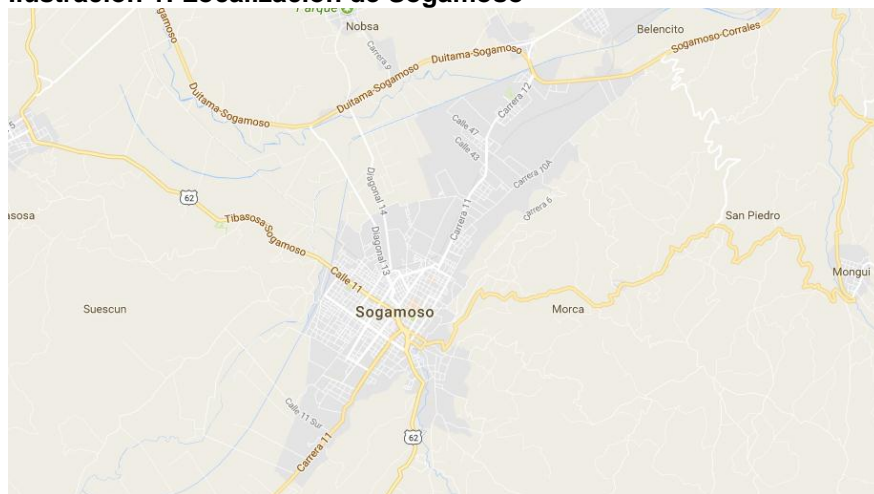 Ilustración 1. Localización de Sogamoso
Parque
Nobsa
Belencito
Carrera 9
Duitama-Sogamoso
Sogamoso-Corrales
Duitama-Sogamoso
Duitama-Sogamoso
Carrera 12
Calle 47
Calle 43
Carrera 10A
Diagonal 14
62
Carrera 6
Carrera 11
San Pedro
Tibasosa-Sogamoso
Diagonal 13
Calle 11
Mongui
Suescun
Sogamoso
Morca
Calle 11 Sur
Carrera 11
62